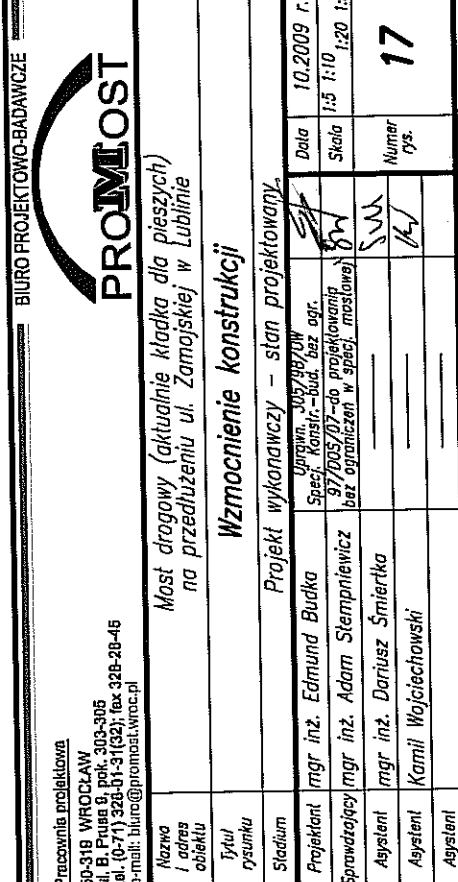 BIURO PROJEKTOWO-BADAWCZE
PROMOST
Pracownia projektowa
50-319 WROCŁAW
B. Prusa 9, pok. 303-305
tel. (0-71) 328-01-31(32); fax 328-28-45
e-mail: biuro@promost.wroc.pl
Nazwa i adres obiektu
Most drogowy (aktualnie kładka dla pieszych)
na przedłużeniu ul. Zamojskiej w Lublinie
Tytuł rysunku
Wzmocnienie konstrukcji
Stadium
Projekt wykonawczy – stan projektowany
Projektant mgr inż. Edmund Budka
Uprawn. 305/98/UW
Specj. Konstr.-bud. bez ogr.
Data 10.2009 r.
Sprawdzający mgr inż. Adam Stempniewicz
97/DOŚ/07-do projektowania
bez ograniczeń w specj. mostowej
Skala 1:5 1:10
1:20
Asystent mgr inż. Dariusz Śmiertka
Numer rys. 17
Asystent Kamil Wojciechowski
Asystent